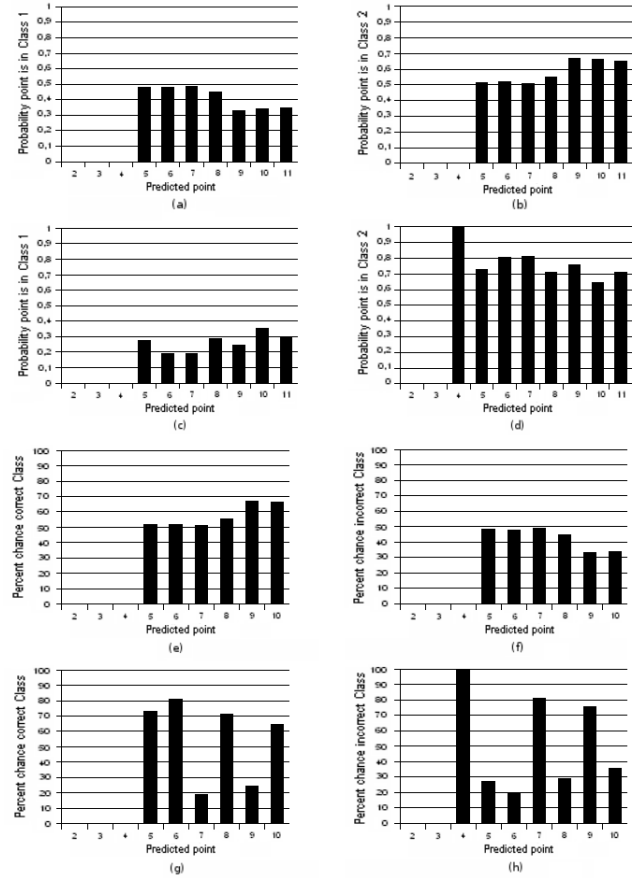 Probability point is in Class 1
1
0,9
0,8
0,7
0,6
0,5
0,4
0,3
0,2
0,1
0
2 3 4 5 6 7 8 9 10 11
Predicted point
(a)
Probability point is in Class 2
1
0,9
0,8
0,7
0,6
0,5
0,4
0,3
0,2
0,1
0
2 3 4 5 6 7 8 9 10 11
Predicted point
(b)
Probability point is in Class 1
1
0,9
0,8
0,7
0,6
0,5
0,4
0,3
0,2
0,1
0
2 3 4 5 6 7 8 9 10 11
Predicted point
(c)
Probability point is in Class 2
1
0,9
0,8
0,7
0,6
0,5
0,4
0,3
0,2
0,1
0
2 3 4 5 6 7 8 9 10 11
Predicted point
(d)
Percent chance correct Class
100
90
80
70
60
50
40
30
20
10
0
2 3 4 5 6 7 8 9 10
Predicted point
(e)
Percent chance incorrect Class
100
90
80
70
60
50
40
30
20
10
0
2 3 4 5 6 7 8 9 10
Predicted point
(f)
Percent chance correct Class
100
90
80
70
60
50
40
30
20
10
0
2 3 4 5 6 7 8 9 10
Predicted point
(g)
Percent chance incorrect Class
100
90
80
70
60
50
40
30
20
10
0
2 3 4 5 6 7 8 9 10
Predicted point
(h)